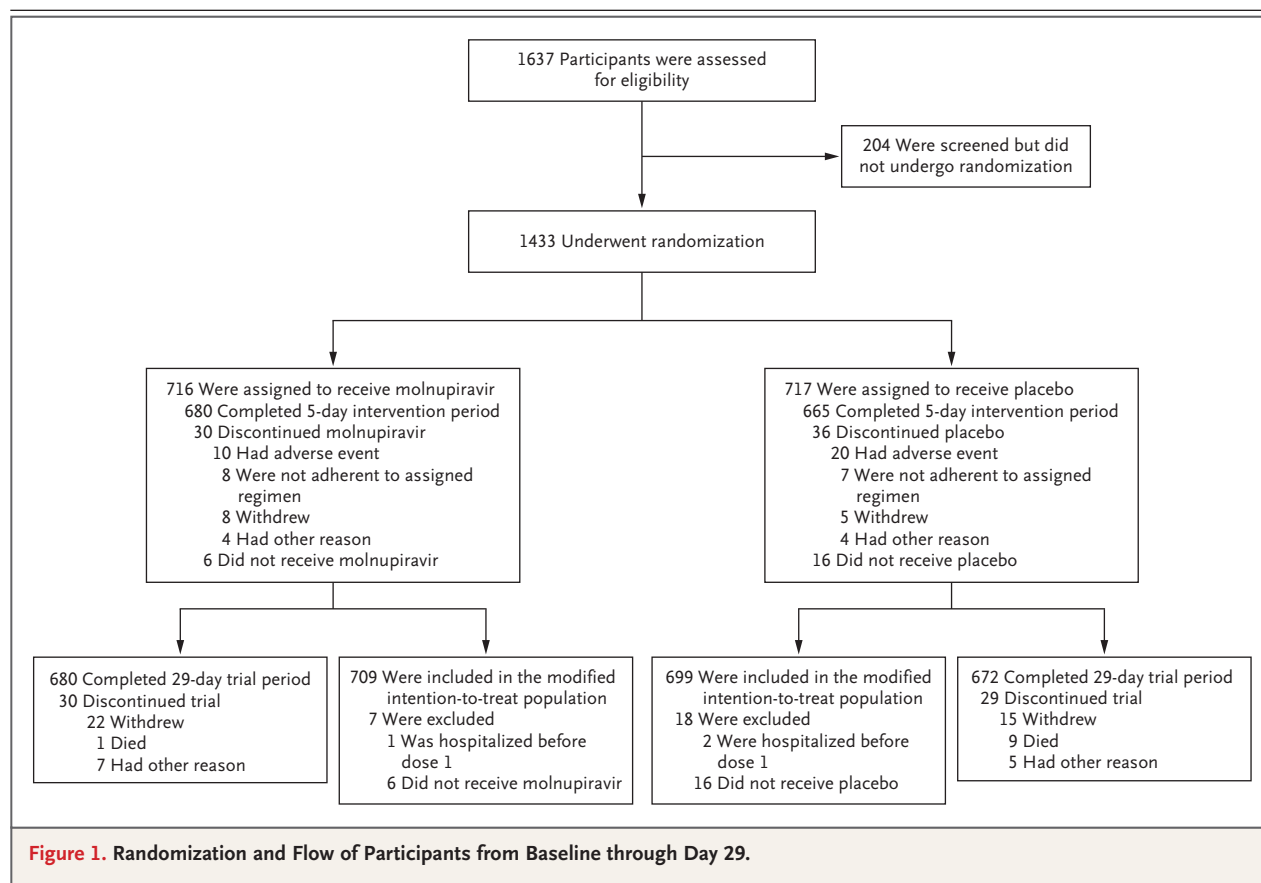 1637 Participants were assessed
for eligibility
204 Were screened but did
not undergo randomization
1433 Underwent randomization
716 Were assigned to receive molnupiravir
680 Completed 5-day intervention period
30 Discontinued molnupiravir
10 Had adverse event
8 Were not adherent to assigned
regimen
8 Withdrew
4 Had other reason
6 Did not receive molnupiravir
717 Were assigned to receive placebo
665 Completed 5-day intervention period
36 Discontinued placebo
20 Had adverse event
7 Were not adherent to assigned
regimen
5 Withdrew
4 Had other reason
16 Did not receive placebo
680 Completed 29-day trial period
30 Discontinued trial
22 Withdrew
1 Died
7 Had other reason
709 Were included in the modified
intention-to-treat population
7 Were excluded
1 Was hospitalized before
dose 1
6 Did not receive molnupiravir
699 Were included in the modified
intention-to-treat population
18 Were excluded
2 Were hospitalized before
dose 1
16 Did not receive placebo
672 Completed 29-day trial period
29 Discontinued trial
15 Withdrew
9 Died
5 Had other reason
Figure 1. Randomization and Flow of Participants from Baseline through Day 29.